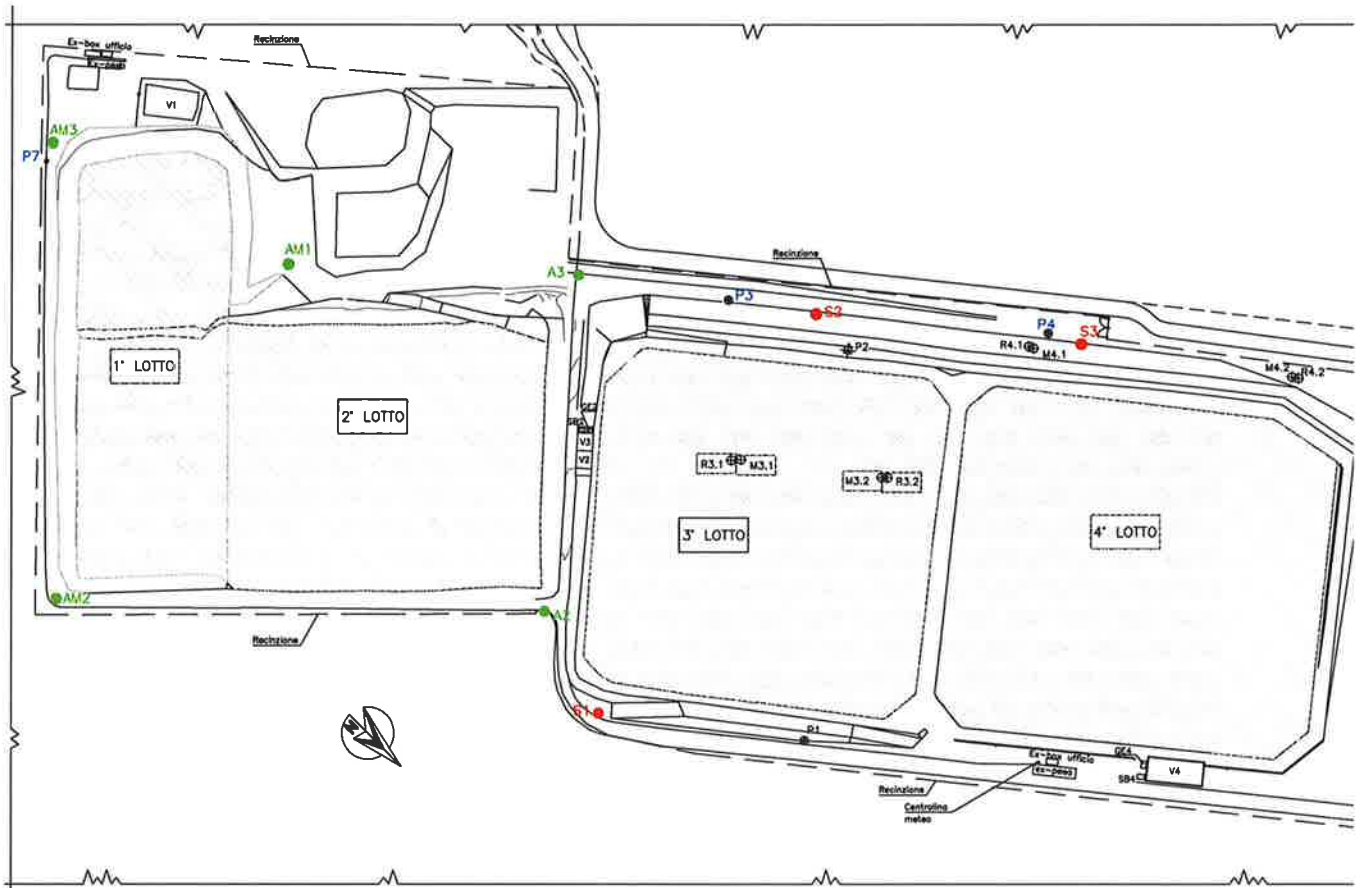 Ex-box ufficio
Recinzione
Ex-pesa
V1
AM3
P7
AM1
A3
Recinzione
P3
S2
P4
S3
R4.1
M4.1
P2
M4.2
R4.2
1° LOTTO
2° LOTTO
V3
V2
R3.1
M3.1
M3.2
R3.2
3° LOTTO
4° LOTTO
AM2
A2
Recinzione
S1
P1
N
Ex-box ufficio
ex-pesa
SB4
V4
Recinzione
Centralina
meteo